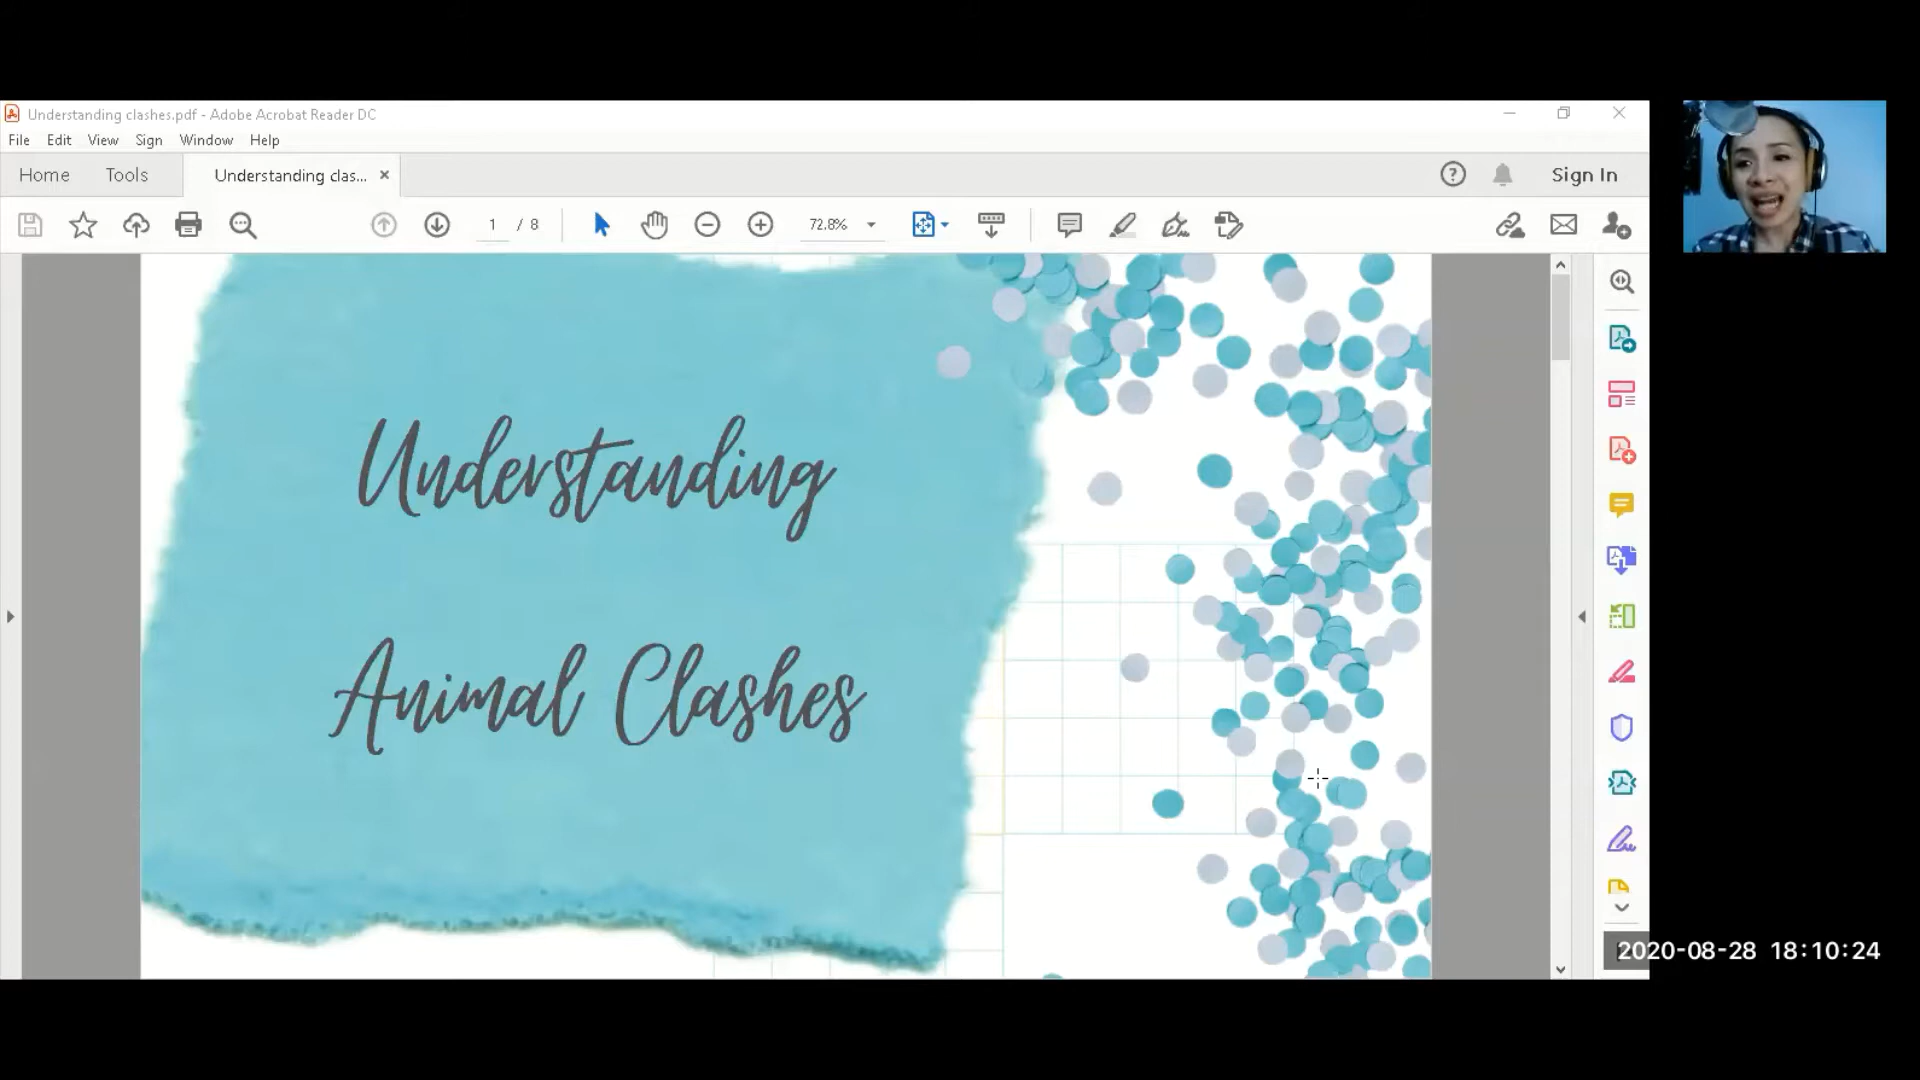 Understanding clashes.pdf - Adobe Acrobat Reader DC
File Edit View Sign Window Help
Home Tools Understanding clas... Sign In
1 / 8 72.8%
Understanding
Animal Clashes
2020-08-28 18:10:24